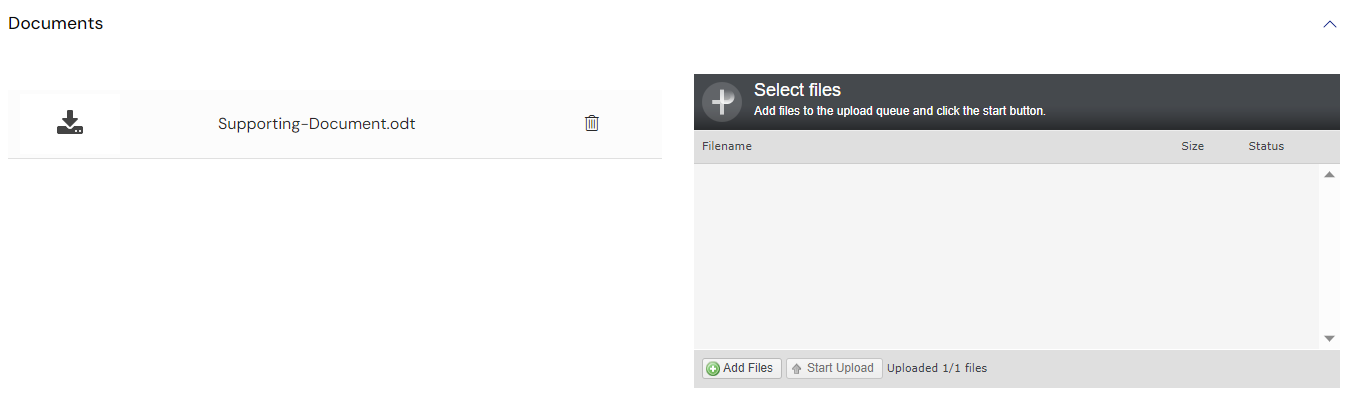 Documents
Supporting-Document.odt
Select files
Add files to the upload queue and click the start button.
Filename Size Status
Add Files Start Upload Uploaded 1/1 files